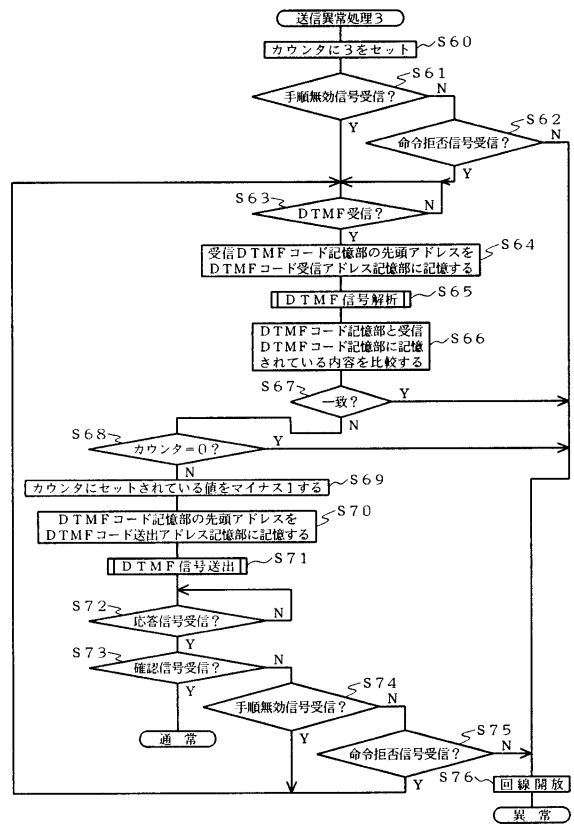 送信異常処理３
カウンタに３をセット
Ｓ６０
Ｓ６１
手順無効信号受信？
N
Y
Ｓ６２
命令拒否信号受信？
N
Y
Ｓ６３
ＤＴＭＦ受信？
N
Y
Ｓ６４
受信ＤＴＭＦコード記憶部の先頭アドレスを
ＤＴＭＦコード受信アドレス記憶部に記憶する
ＤＴＭＦ信号解析
Ｓ６５
ＤＴＭＦコード記憶部と受信
ＤＴＭＦコード記憶部に記憶
されている内容を比較する
Ｓ６６
Ｓ６７
一致？
Y
N
Ｓ６８
カウンタ＝０？
Y
N
カウンタにセットされている値をマイナス１する
Ｓ６９
ＤＴＭＦコード記憶部の先頭アドレスを
ＤＴＭＦコード送出アドレス記憶部に記憶する
Ｓ７０
ＤＴＭＦ信号送出
Ｓ７１
Ｓ７２
応答信号受信？
N
Y
Ｓ７３
確認信号受信？
N
Y
Ｓ７４
手順無効信号受信？
N
Y
通　常
Ｓ７５
命令拒否信号受信？
N
Y
Ｓ７６
回線開放
異　常